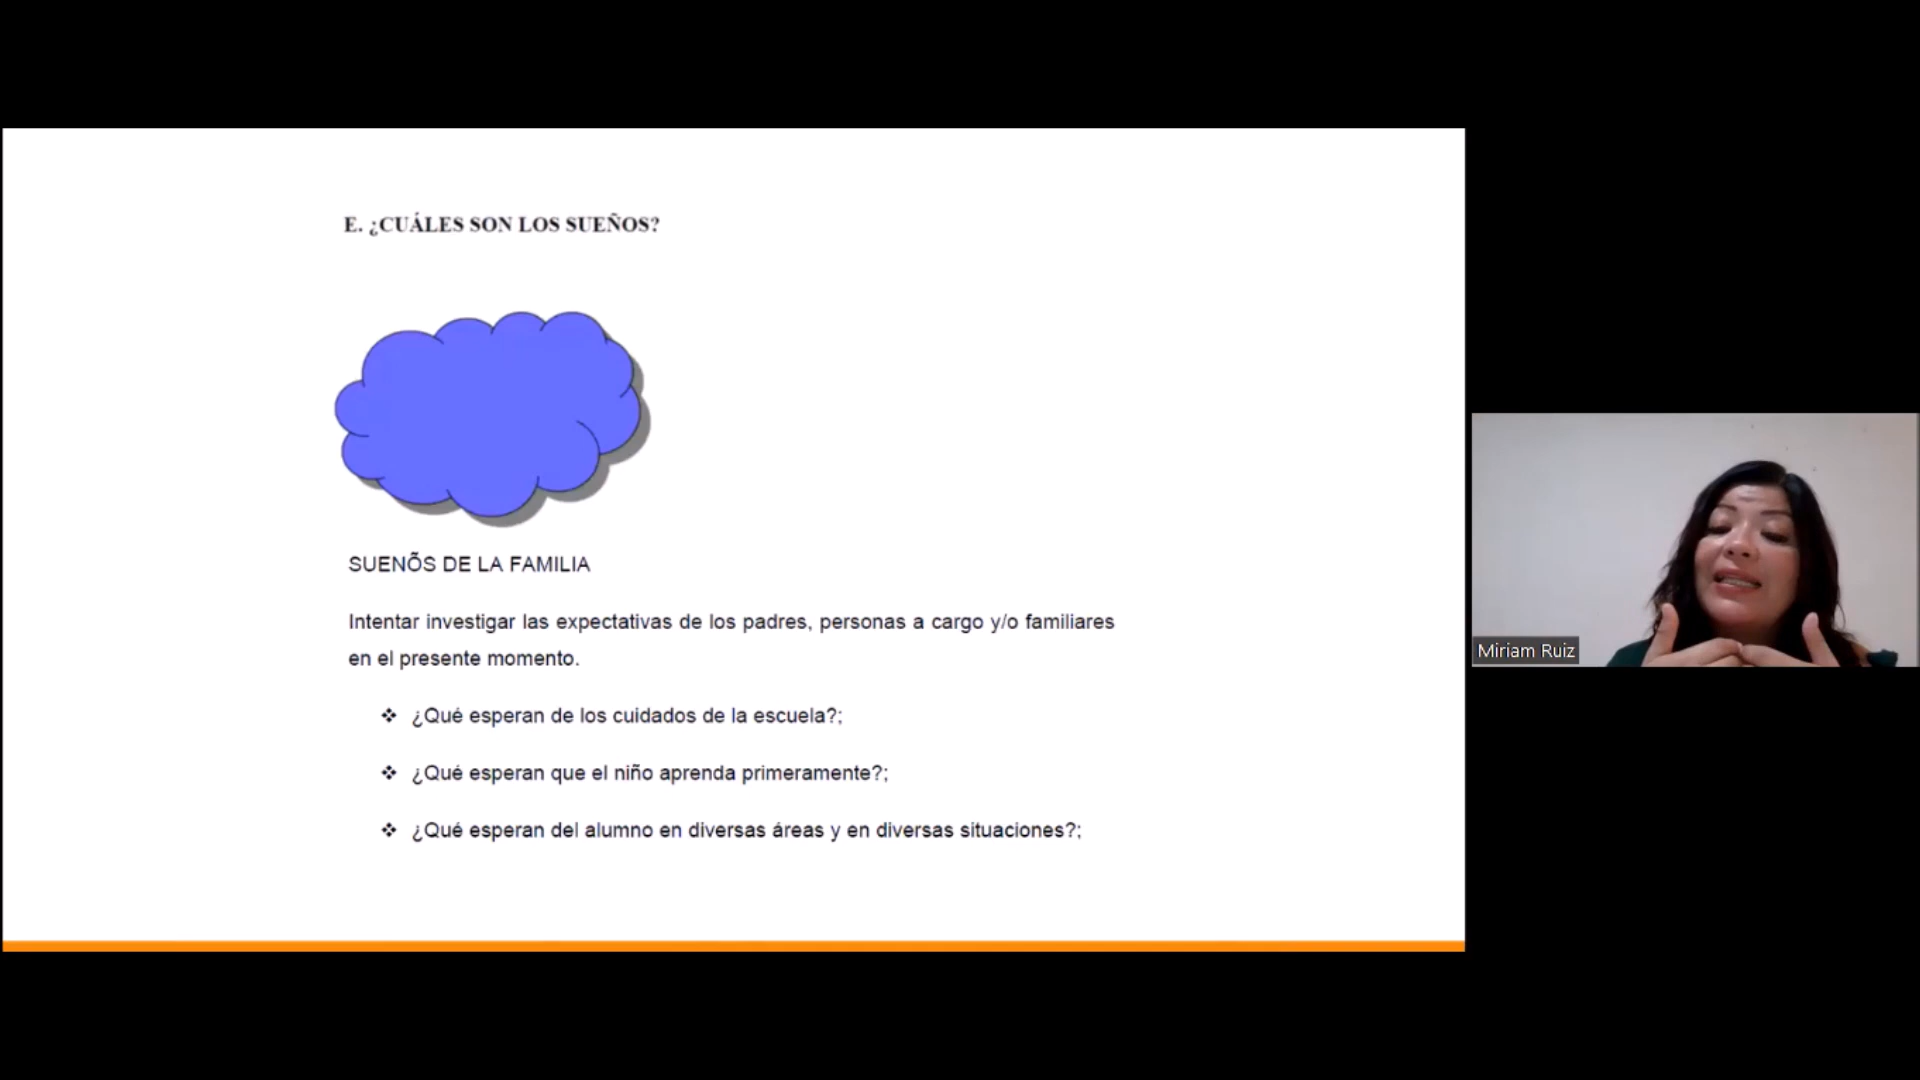 E. ¿CUÁLES SON LOS SUEÑOS?
SUENÕS DE LA FAMILIA
Intentar investigar las expectativas de los padres, personas a cargo y/o familiares
en el presente momento.
❖ ¿Qué esperan de los cuidados de la escuela?;
❖ ¿Qué esperan que el niño aprenda primeramente?;
❖ ¿Qué esperan del alumno en diversas áreas y en diversas situaciones?;
Miriam Ruiz